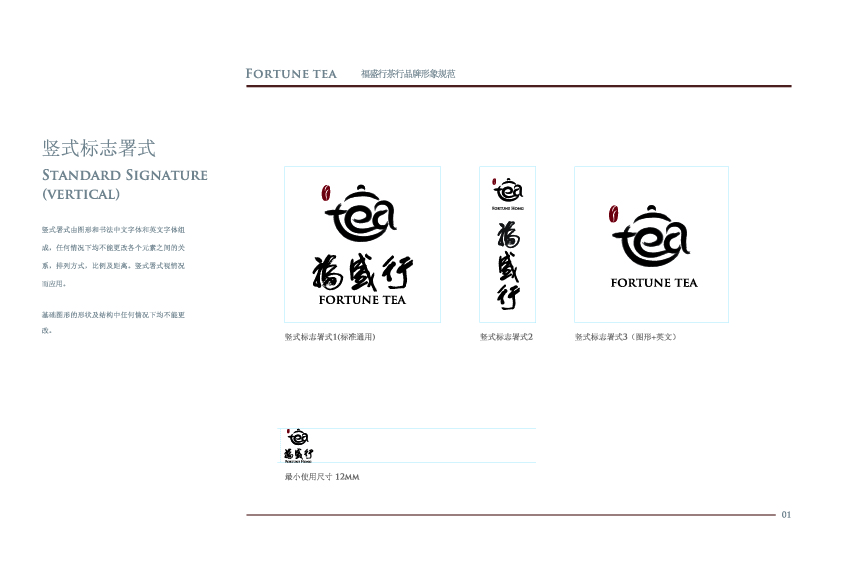 FORTUNE TEA 福盛行茶行品牌形象规范
竖式标志署式
STANDARD SIGNATURE
(VERTICAL)
竖式署式由图形和书法中文字体和英文字体组
成，任何情况下均不能更改各个元素之间的关
系，排列方式，比例及距离。竖式署式视情况
而应用。
基础图形的形状及结构中任何情况下均不能更
改。
tea
福盛行
FORTUNE TEA
竖式标志署式1(标准通用)
tea
FORTUNE HONG
福盛行
竖式标志署式2
tea
FORTUNE TEA
竖式标志署式3（图形+英文）
tea
福盛行
FORTUNE HONG
最小使用尺寸 12MM
01